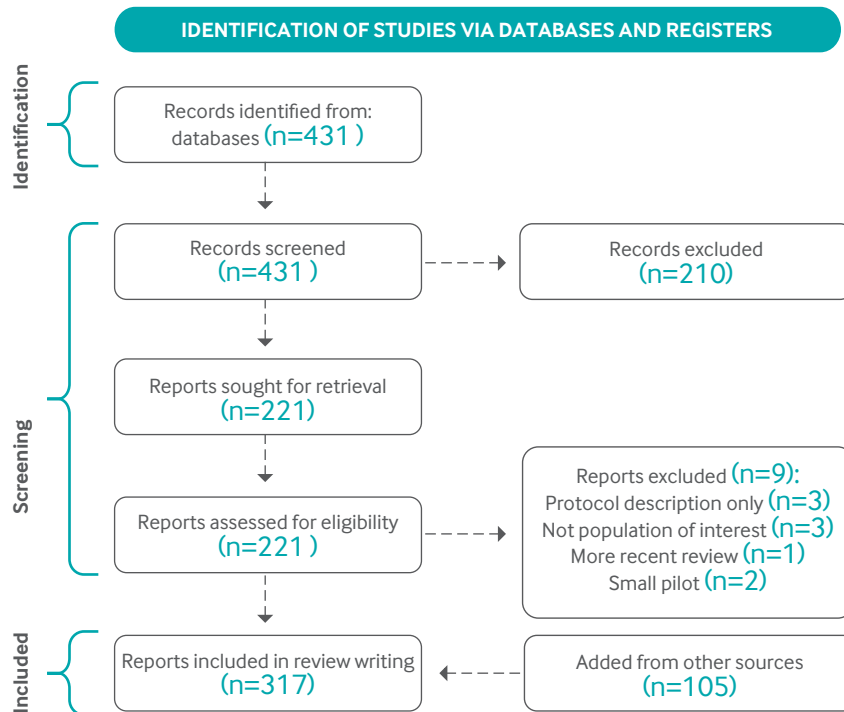 IDENTIFICATION OF STUDIES VIA DATABASES AND REGISTERS
Identification
Records identified from:
databases (n=431 )
Screening
Records screened
(n=431)
Records excluded
(n=210)
Reports sought for retrieval
(n=221)
Reports assessed for eligibility
(n=221 )
Reports excluded (n=9):
Protocol description only (n=3)
Not population of interest (n=3)
More recent review (n=1)
Small pilot (n=2)
Included
Reports included in review writing
(n=317)
Added from other sources
(n=105)